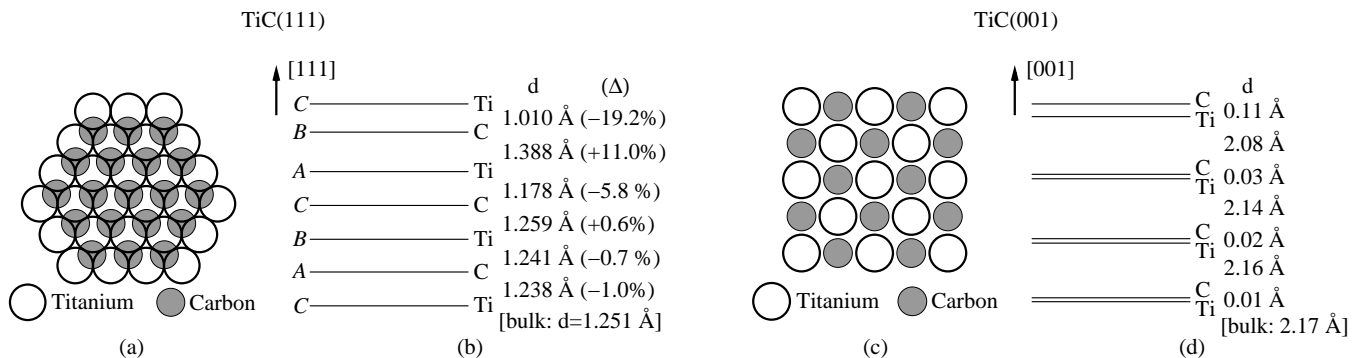 TiC(111)
TiC(001)
[111]
d (Δ)
C Ti
1.010 Å (−19.2%)
B C
1.388 Å (+11.0%)
A Ti
1.178 Å (−5.8 %)
C C
1.259 Å (+0.6%)
B Ti
1.241 Å (−0.7 %)
A C
1.238 Å (−1.0%)
C Ti
[bulk: d=1.251 Å]
Titanium Carbon
(a) (b)
[001]
d
C
Ti
0.11 Å
2.08 Å
C
Ti
0.03 Å
2.14 Å
C
Ti
0.02 Å
2.16 Å
C
Ti
0.01 Å
[bulk: 2.17 Å]
Titanium Carbon
(c) (d)